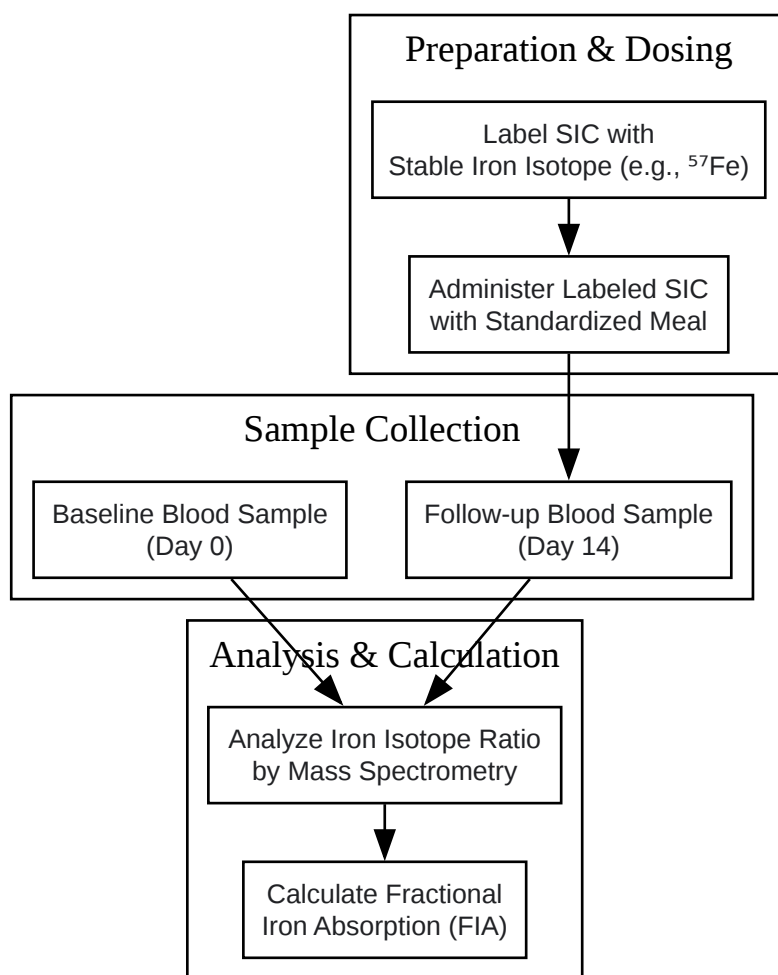 Preparation & Dosing
Label SIC with
Stable Iron Isotope (e.g., ⁵⁷Fe)
Administer Labeled SIC
with Standardized Meal
Sample Collection
Baseline Blood Sample
(Day 0)
Follow-up Blood Sample
(Day 14)
Analysis & Calculation
Analyze Iron Isotope Ratio
by Mass Spectrometry
Calculate Fractional
Iron Absorption (FIA)